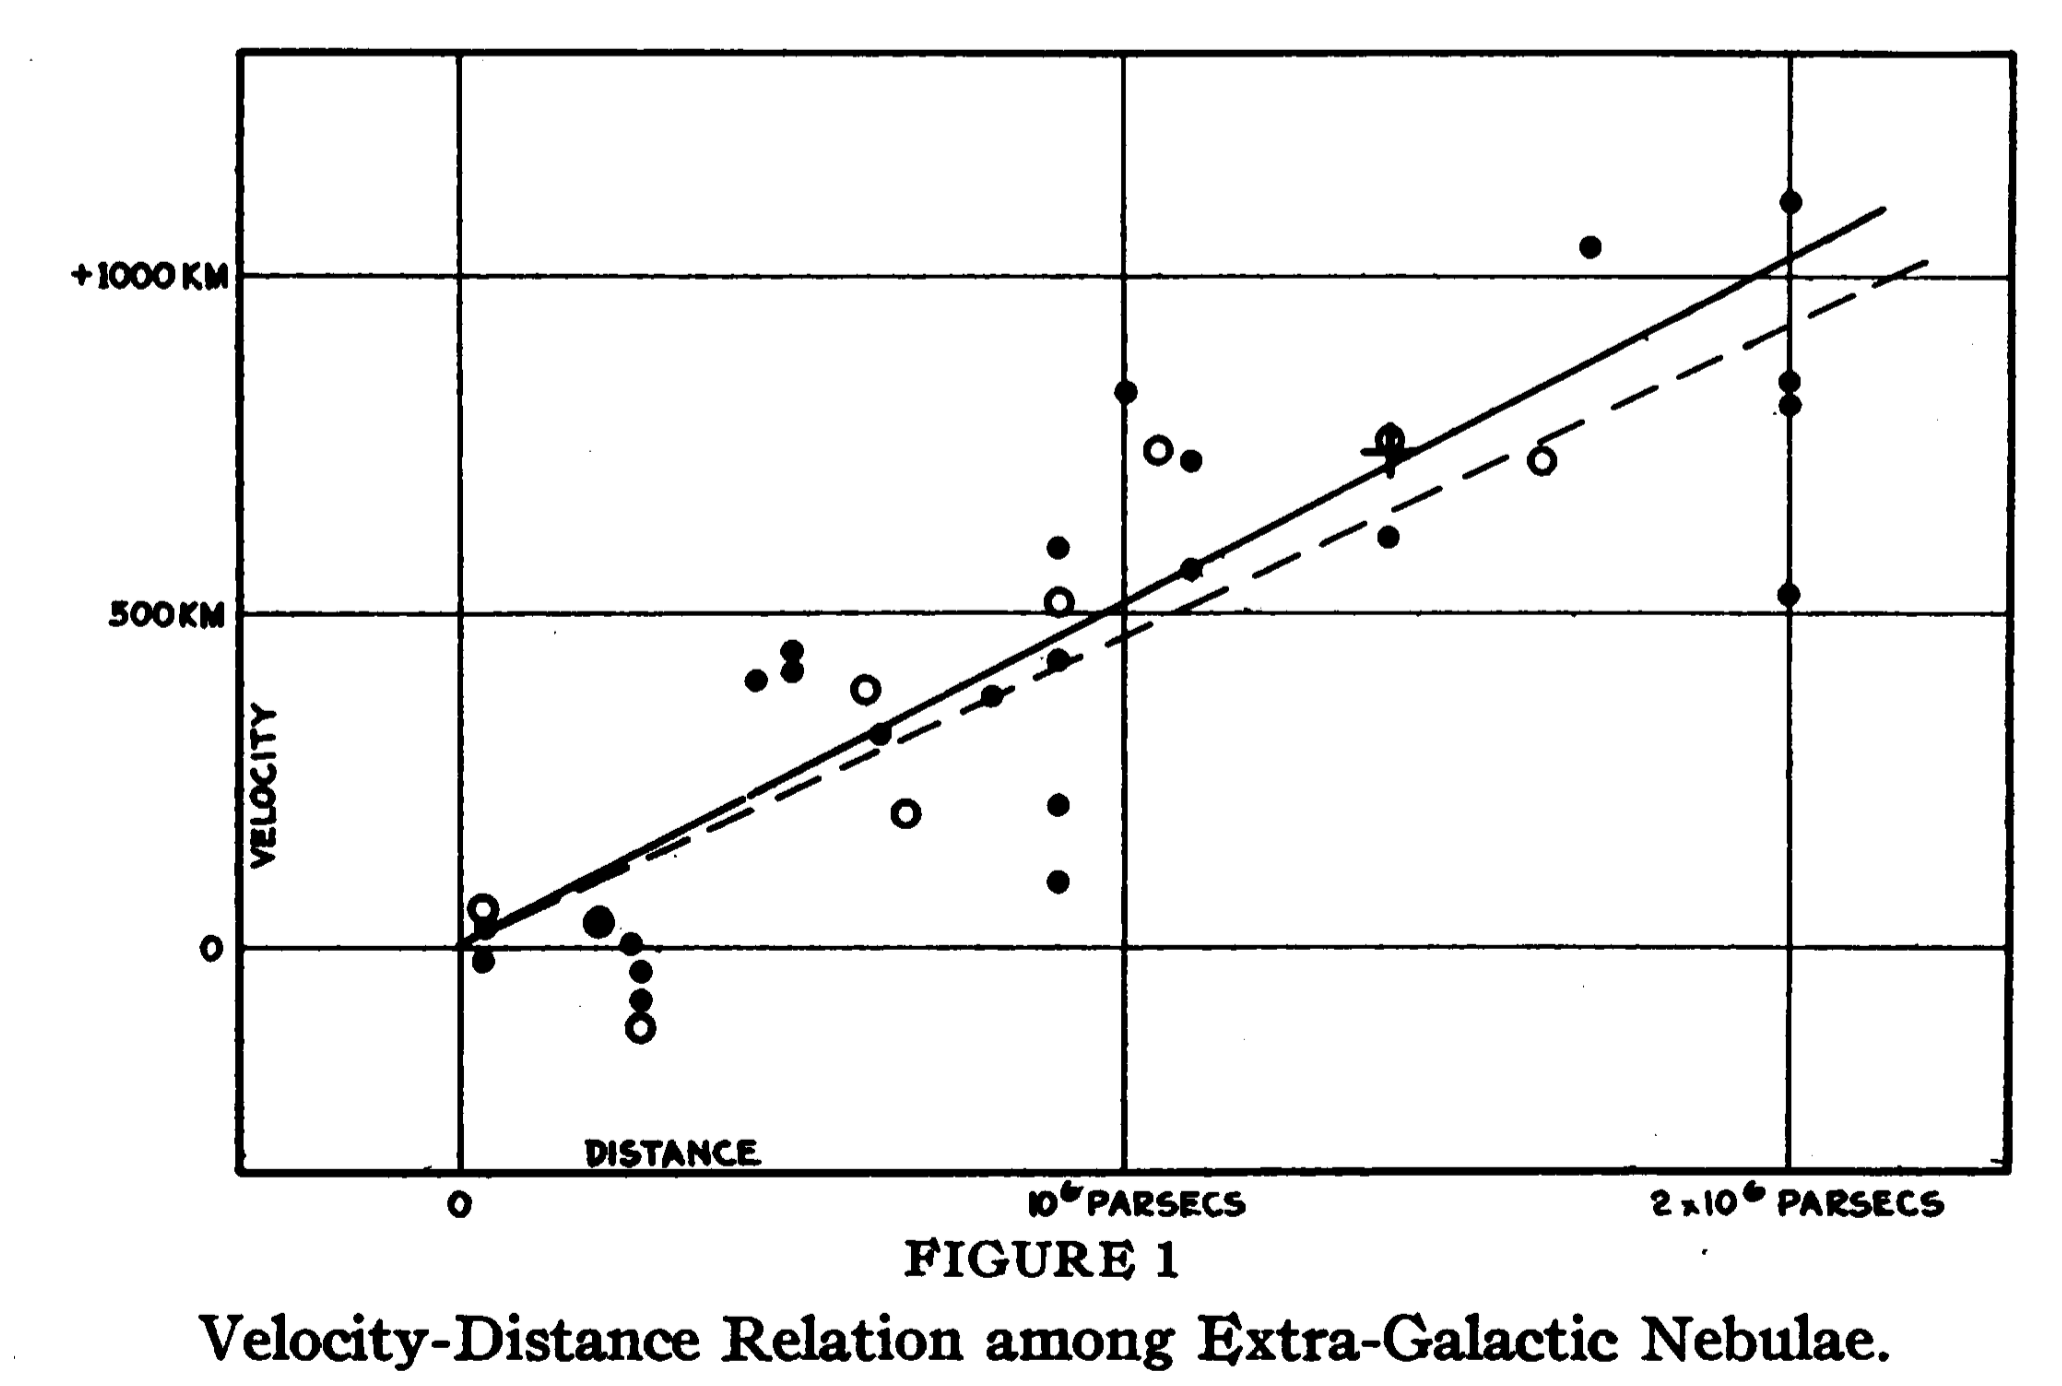 +1000 KM
500 KM
0
VELOCITY
DISTANCE
0
10⁶ PARSECS
2 x 10⁶ PARSECS
FIGURE 1
Velocity-Distance Relation among Extra-Galactic Nebulae.